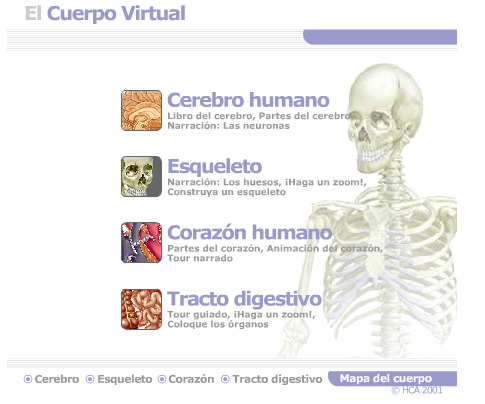 El Cuerpo Virtual
Cerebro humano
Libro del cerebro, Partes del cerebro
Narración: Las neuronas
Esqueleto
Narración: Los huesos, ¡Haga un zoom!,
Construya un esqueleto
Corazón humano
Partes del corazón, Animación del corazón,
Tour narrado
Tracto digestivo
Tour guiado, ¡Haga un zoom!,
Coloque los órganos
Cerebro Esqueleto Corazón Tracto digestivo Mapa del cuerpo
© HCA 2001